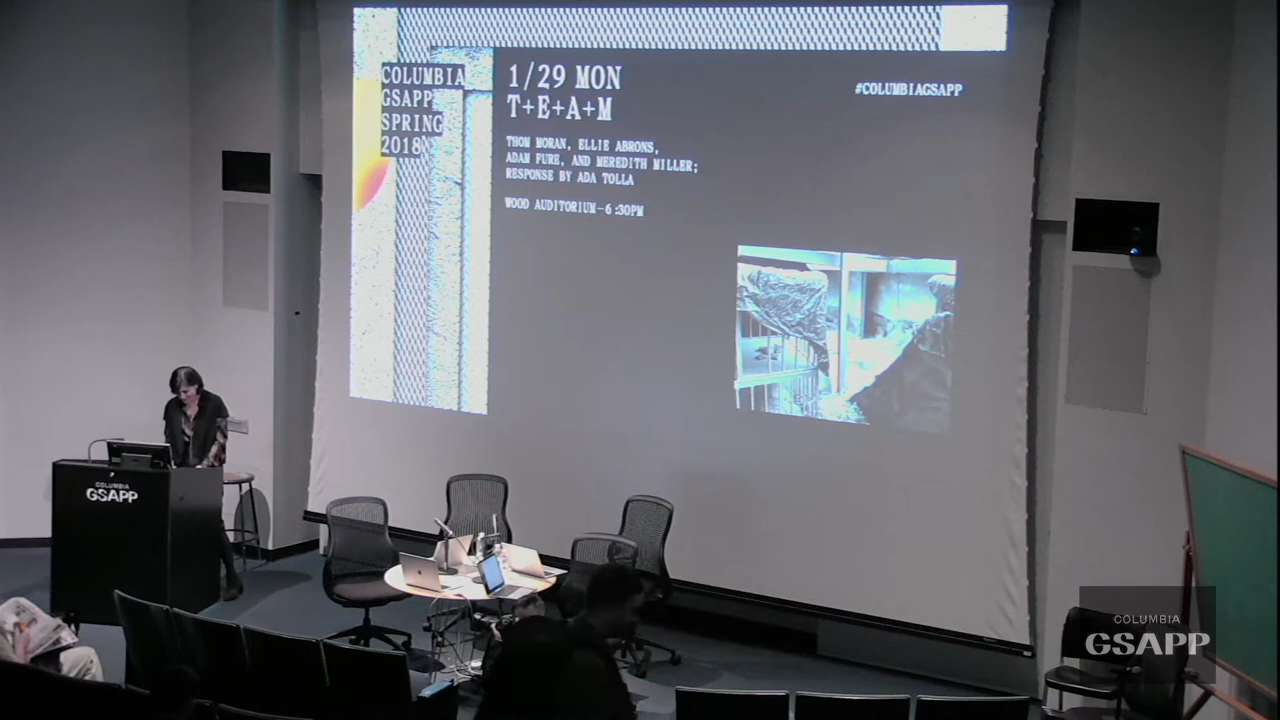 COLUMBIA
GSAPP
SPRING
2018
1/29 MON
T+E+A+M
#COLUMBIAGSAPP
THOM MORAN, ELLIE ABRONS,
ADAM FURE, AND MEREDITH MILLER;
RESPONSE BY ADA TOLLA
WOOD AUDITORIUM-6:30PM
COLUMBIA
GSAPP
COLUMBIA
GSAPP